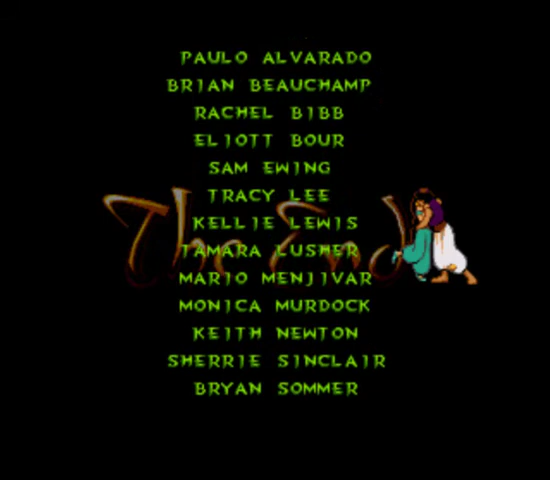 PAULO ALVARADO
BRIAN BEAUCHAMP
RACHEL BIBB
ELIOTT BOUR
SAM EWING
TRACY LEE
KELLIE LEWIS
TAMARA LUSHER
MARIO MENJIVAR
MONICA MURDOCK
KEITH NEWTON
SHERRIE SINCLAIR
BRYAN SOMMER
The End